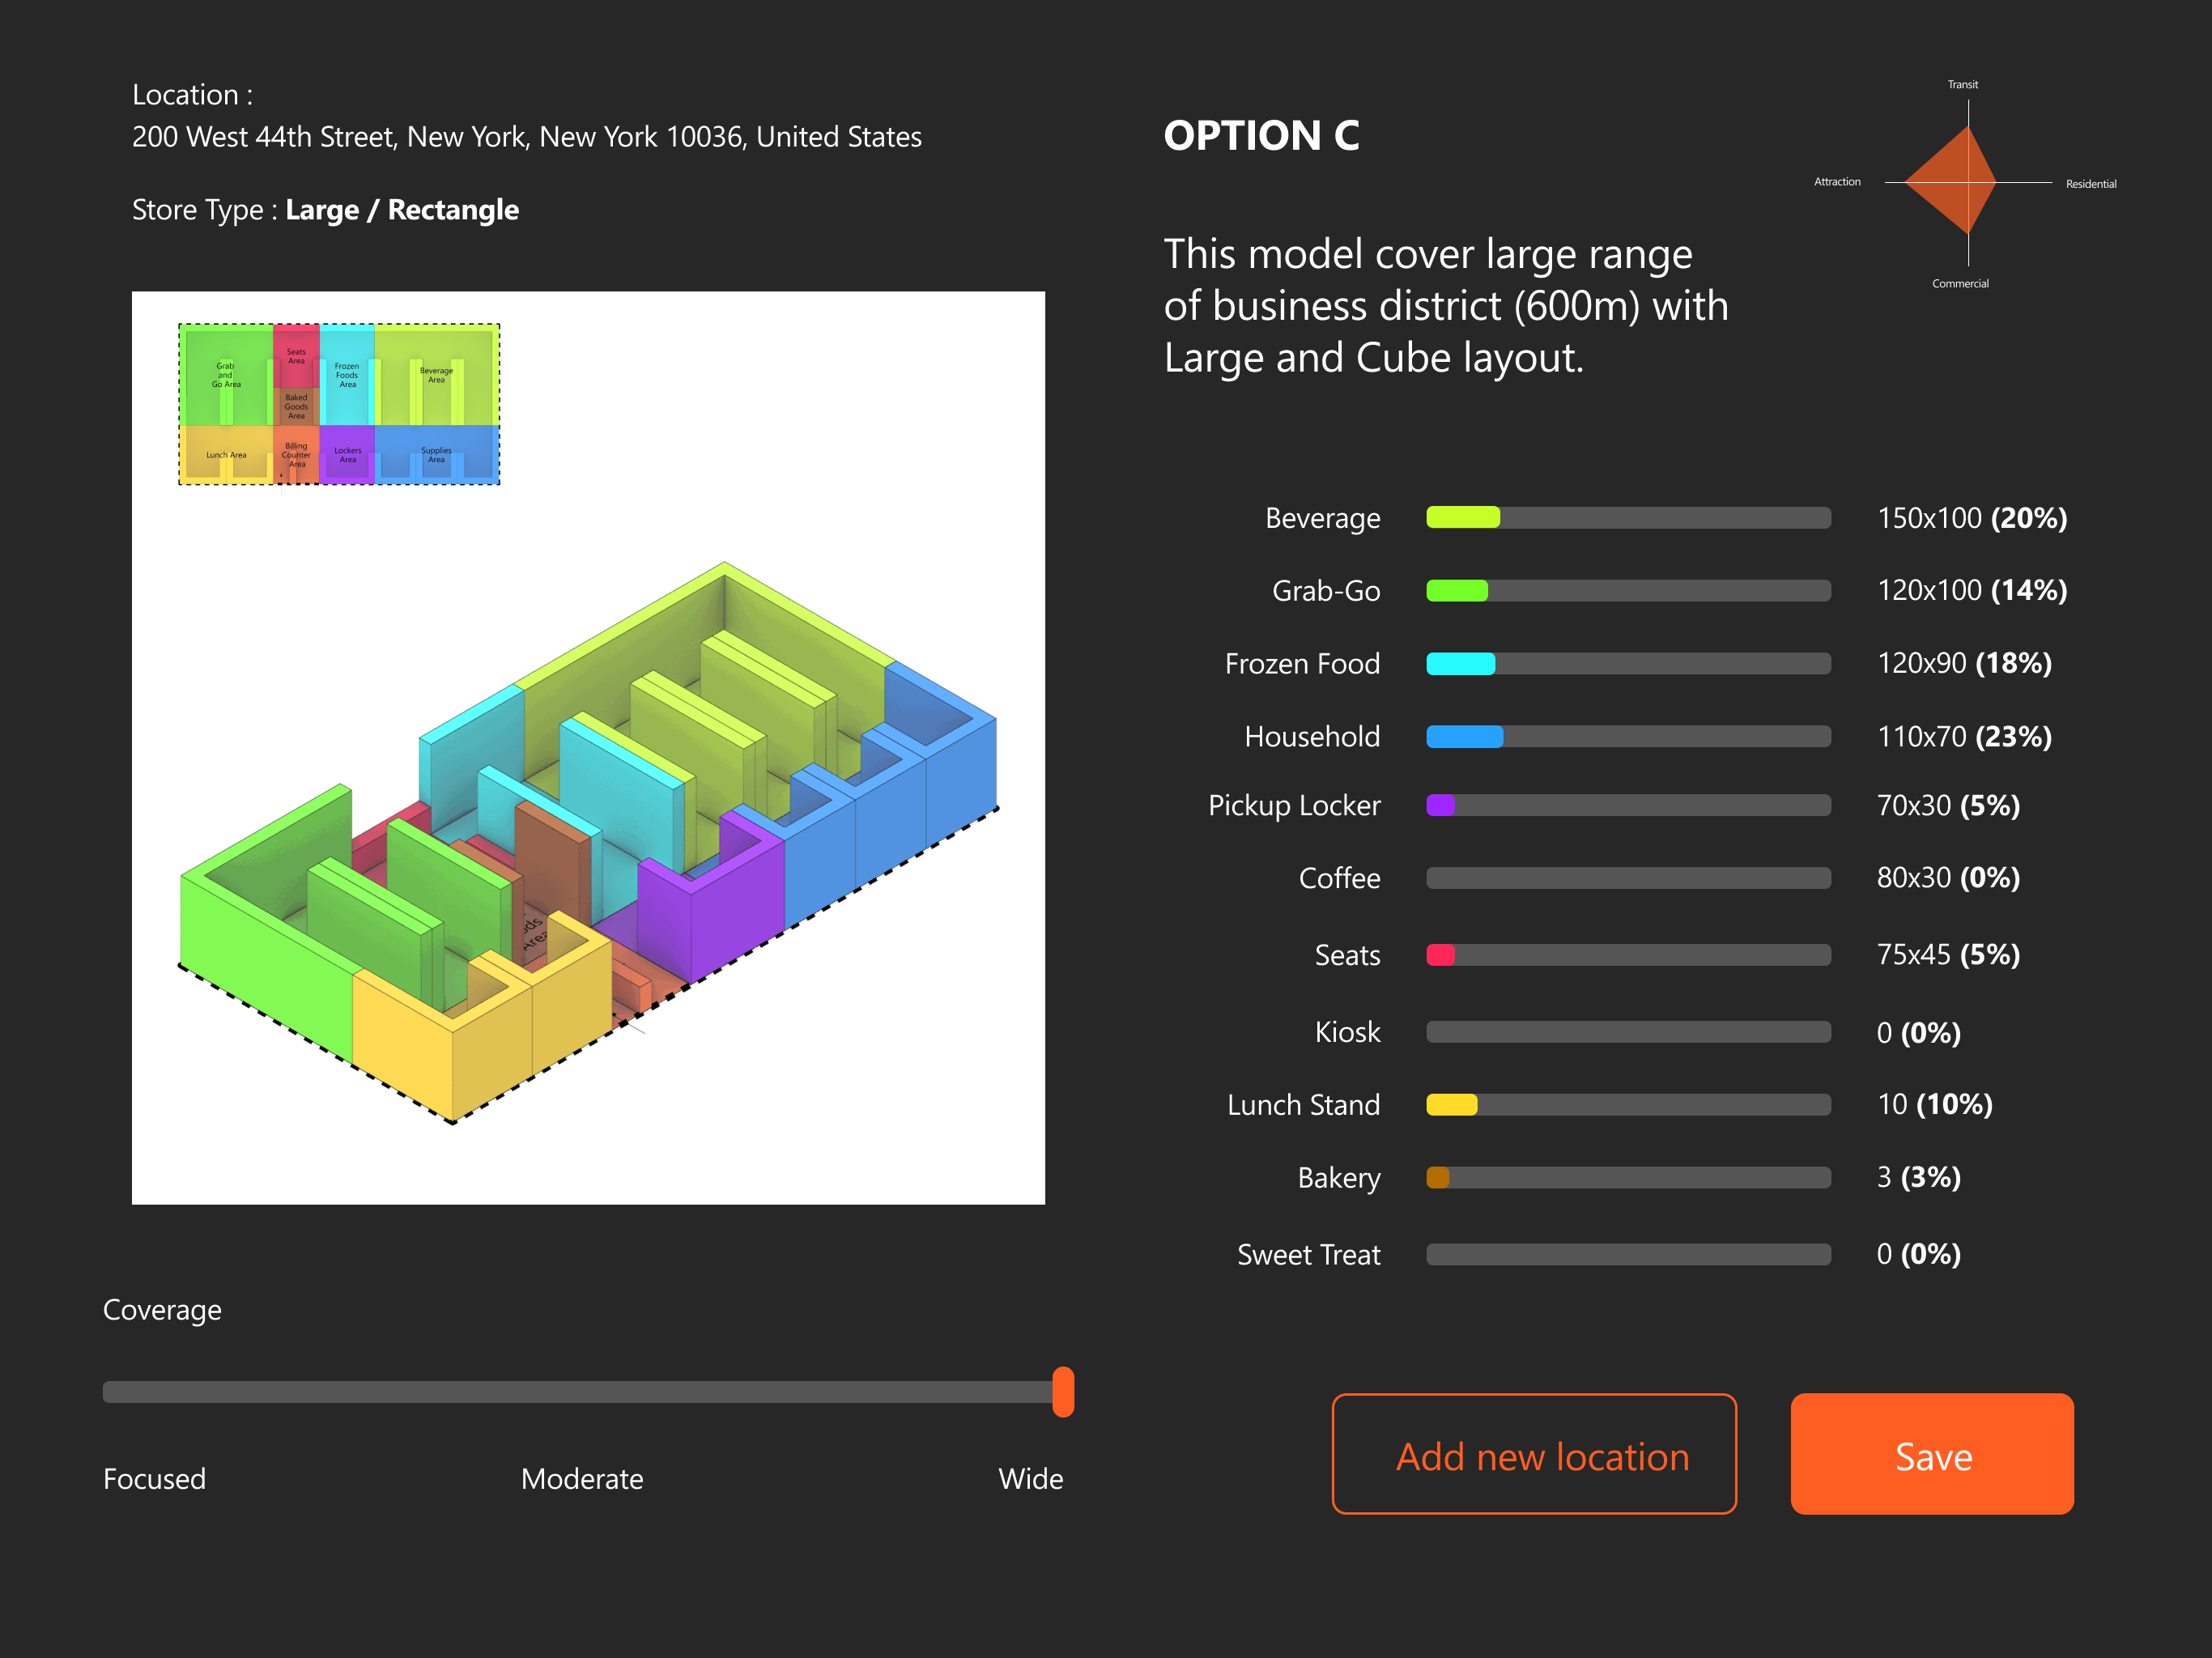 Location :
200 West 44th Street, New York, New York 10036, United States
Store Type : Large / Rectangle
Grab
and
Go Area
Seats
Area
Frozen
Foods
Area
Beverage
Area
Baked
Goods
Area
Lunch Area
Billing
Counter
Area
Lockers
Area
Supplies
Area
ods
Area
Coverage
Focused Moderate Wide
OPTION C
This model cover large range
of business district (600m) with
Large and Cube layout.
Transit
Attraction
Residential
Commercial
Beverage 150x100 (20%)
Grab-Go 120x100 (14%)
Frozen Food 120x90 (18%)
Household 110x70 (23%)
Pickup Locker 70x30 (5%)
Coffee 80x30 (0%)
Seats 75x45 (5%)
Kiosk 0 (0%)
Lunch Stand 10 (10%)
Bakery 3 (3%)
Sweet Treat 0 (0%)
Add new location
Save